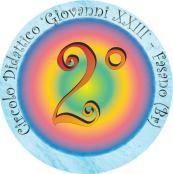 Circolo Didattico "Giovanni XXIII" - Fasano (Br)
2°